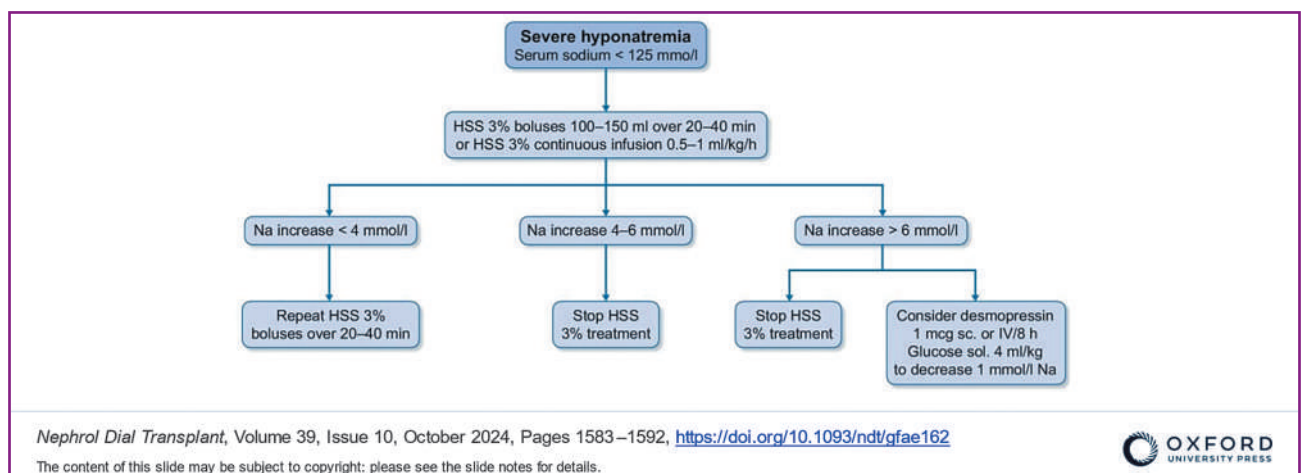 Severe hyponatremia
Serum sodium < 125 mmo/l
HSS 3% boluses 100–150 ml over 20–40 min
or HSS 3% continuous infusion 0.5–1 ml/kg/h
Na increase < 4 mmol/l
Na increase 4–6 mmol/l
Na increase > 6 mmol/l
Repeat HSS 3%
boluses over 20–40 min
Stop HSS
3% treatment
Stop HSS
3% treatment
Consider desmopressin
1 mcg sc. or IV/8 h
Glucose sol. 4 ml/kg
to decrease 1 mmol/l Na
Nephrol Dial Transplant, Volume 39, Issue 10, October 2024, Pages 1583–1592, https://doi.org/10.1093/ndt/gfae162
The content of this slide may be subject to copyright: please see the slide notes for details.
OXFORD
UNIVERSITY PRESS